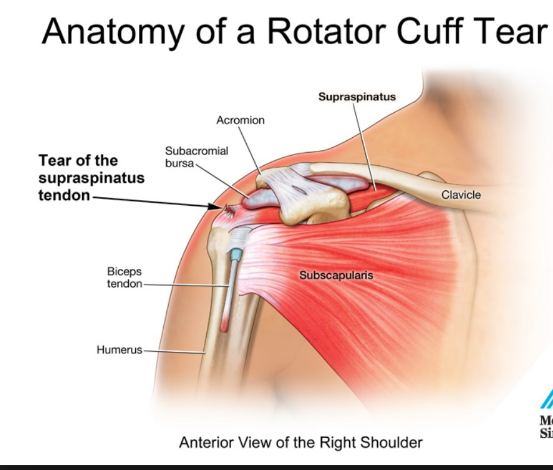 Anatomy of a Rotator Cuff Tear
Supraspinatus
Acromion
Subacromial
bursa
Tear of the
supraspinatus
tendon
Clavicle
Biceps
tendon
Subscapularis
Humerus
Anterior View of the Right Shoulder